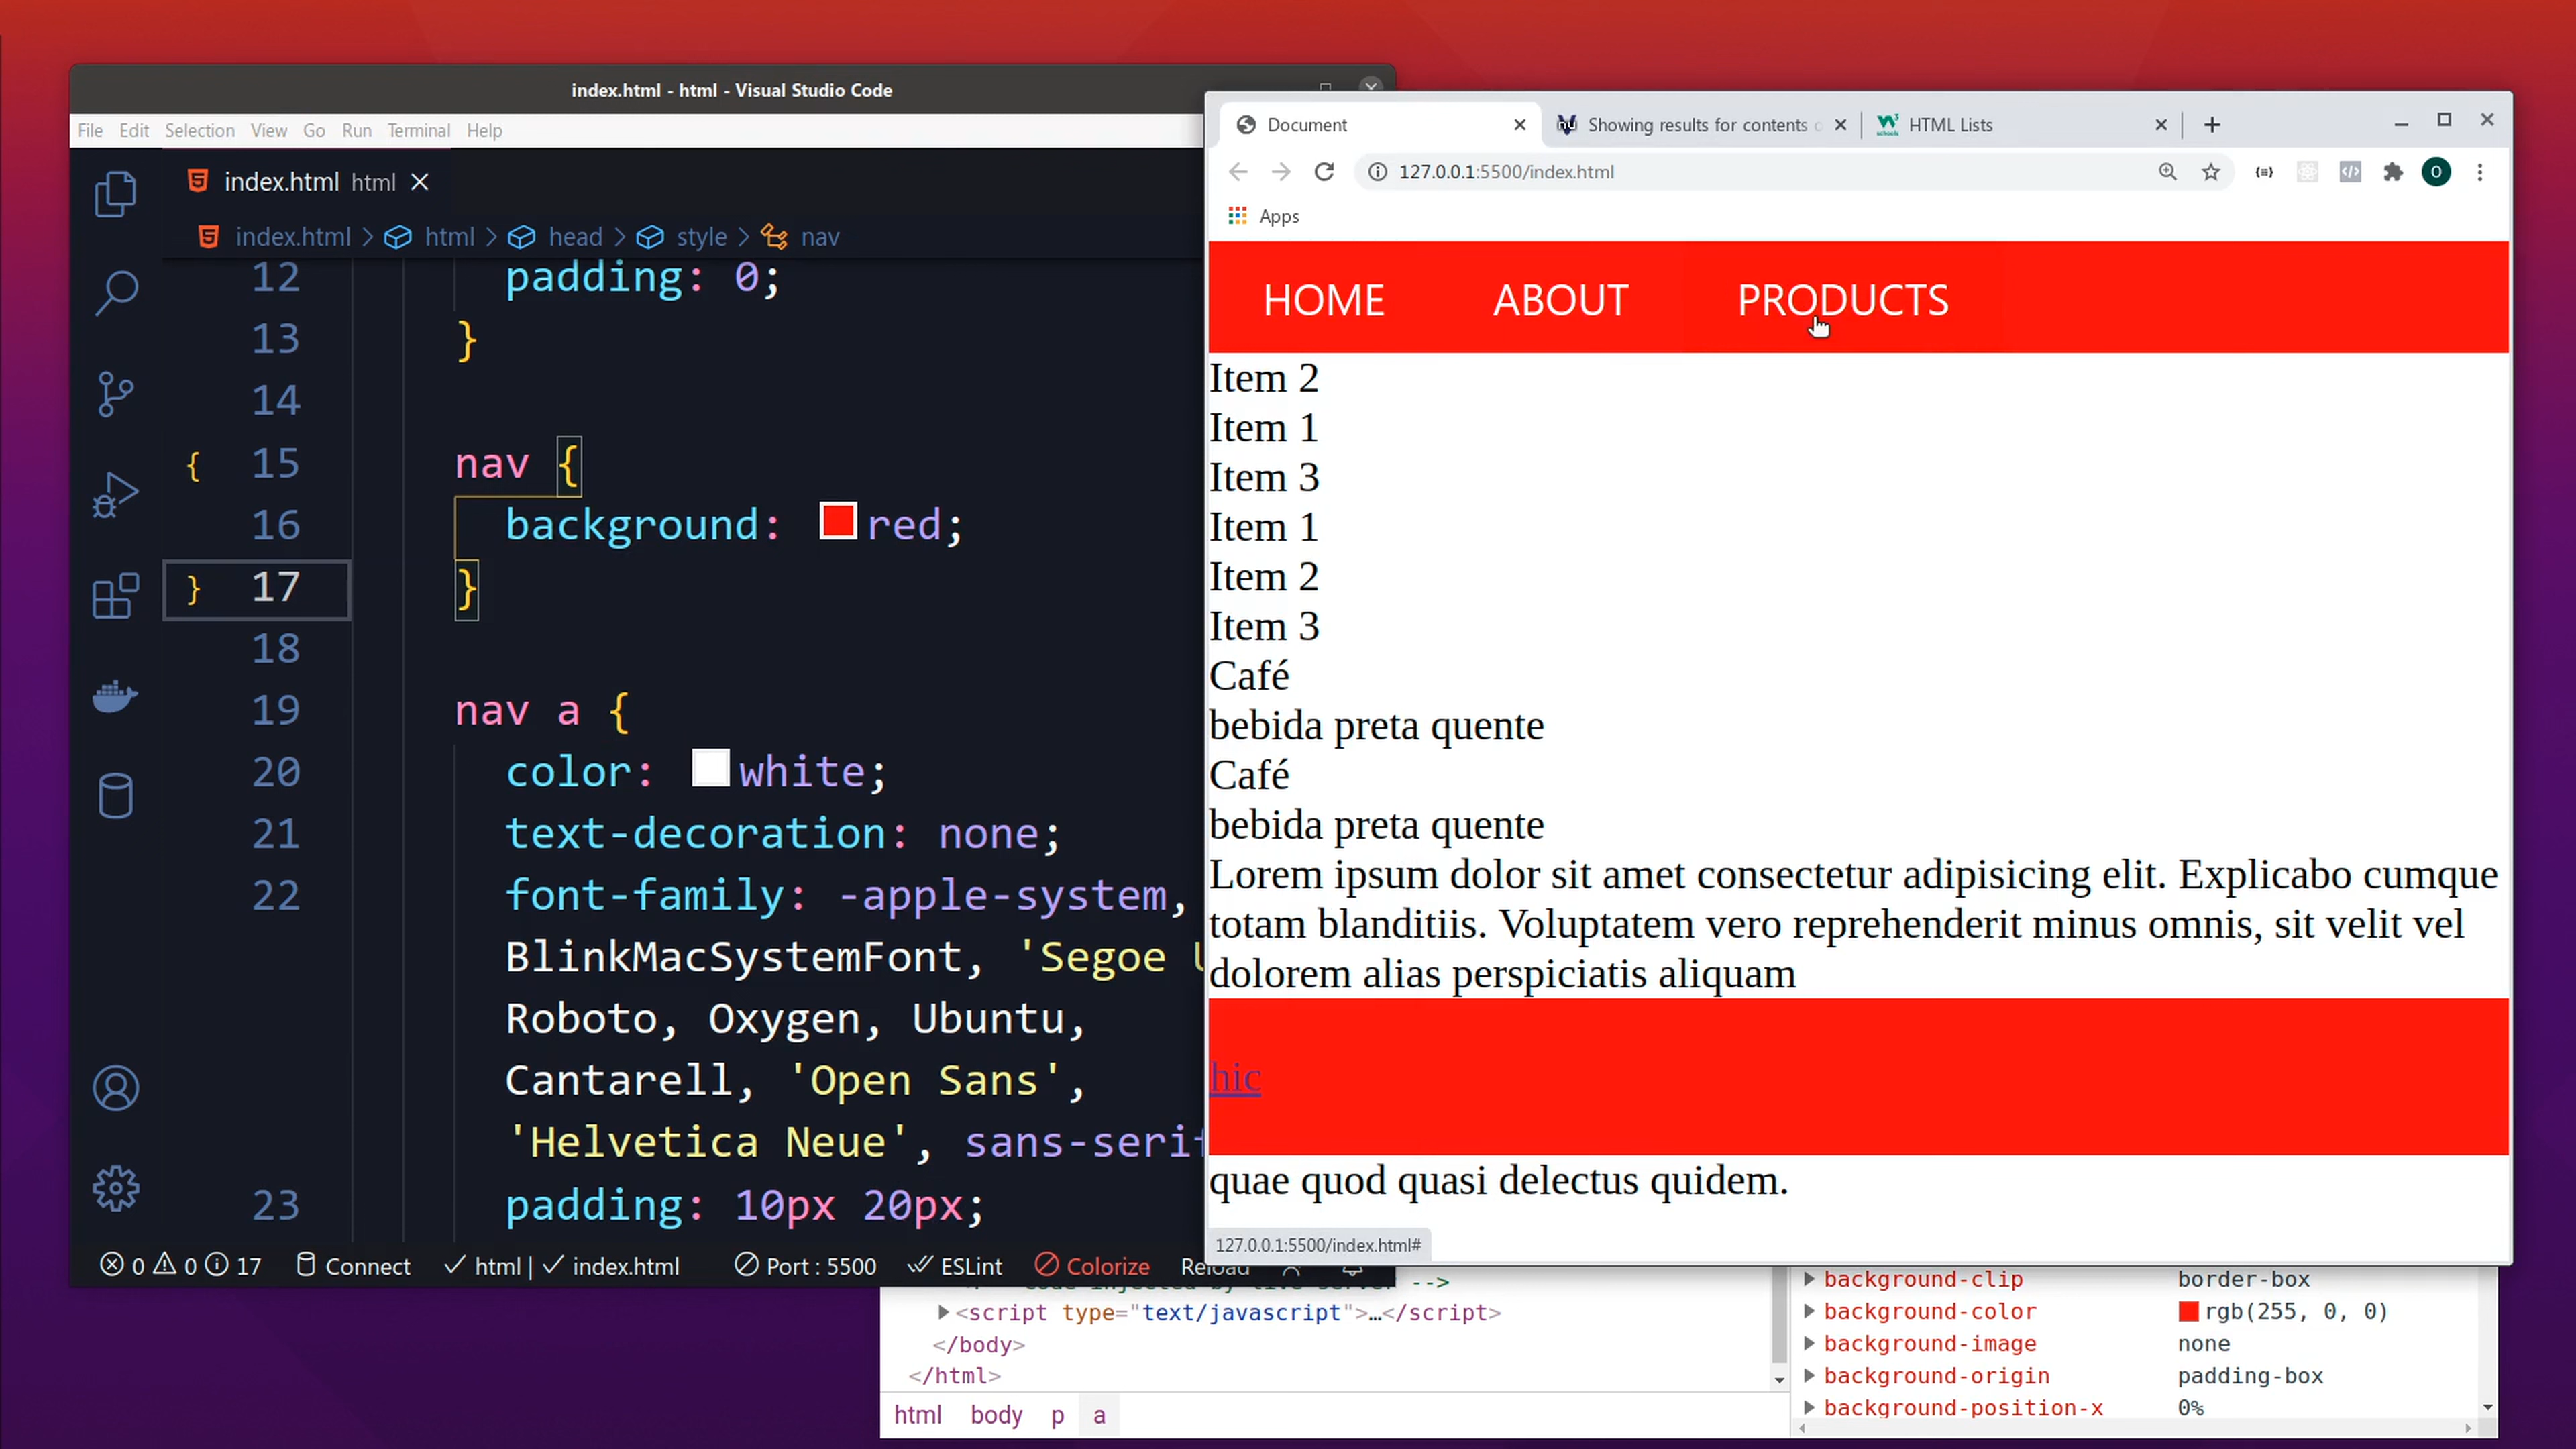 index.html - html - Visual Studio Code
File Edit Selection View Go Run Terminal Help
index.html html
index.html > html > head > style > nav
12 padding: 0;
13 }
14
{ 15 nav {
16 background: red;
} 17 }
18
19 nav a {
20 color: white;
21 text-decoration: none;
22 font-family: -apple-system,
BlinkMacSystemFont, 'Segoe
Roboto, Oxygen, Ubuntu,
Cantarell, 'Open Sans',
'Helvetica Neue', sans-serif
23 padding: 10px 20px;
0 0 17 Connect html | index.html Port : 5500 ESLint Colorize Reload
Document
Showing results for contents o
HTML Lists
127.0.0.1:5500/index.html
O
Apps
HOME ABOUT PRODUCTS
Item 2
Item 1
Item 3
Item 1
Item 2
Item 3
Café
bebida preta quente
Café
bebida preta quente
Lorem ipsum dolor sit amet consectetur adipisicing elit. Explicabo cumque
totam blanditiis. Voluptatem vero reprehenderit minus omnis, sit velit vel
dolorem alias perspiciatis aliquam
hic
quae quod quasi delectus quidem.
127.0.0.1:5500/index.html#
-->
<script type="text/javascript">…</script>
</body>
</html>
html body p a
background-clip border-box
background-color rgb(255, 0, 0)
background-image none
background-origin padding-box
background-position-x 0%